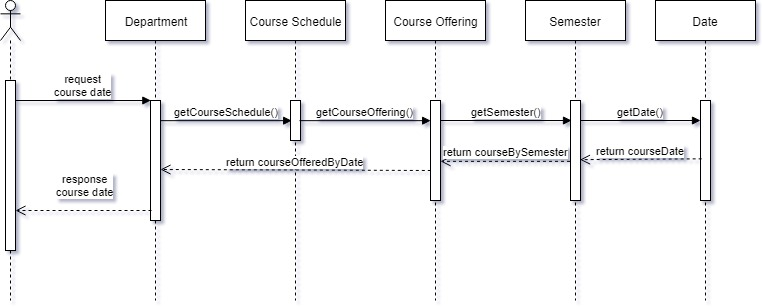 Department
Course Schedule
Course Offering
Semester
Date
request
course date
getCourseSchedule()
getCourseOffering()
getSemester()
getDate()
return courseBySemester
return courseDate
return courseOfferedByDate
response
course date